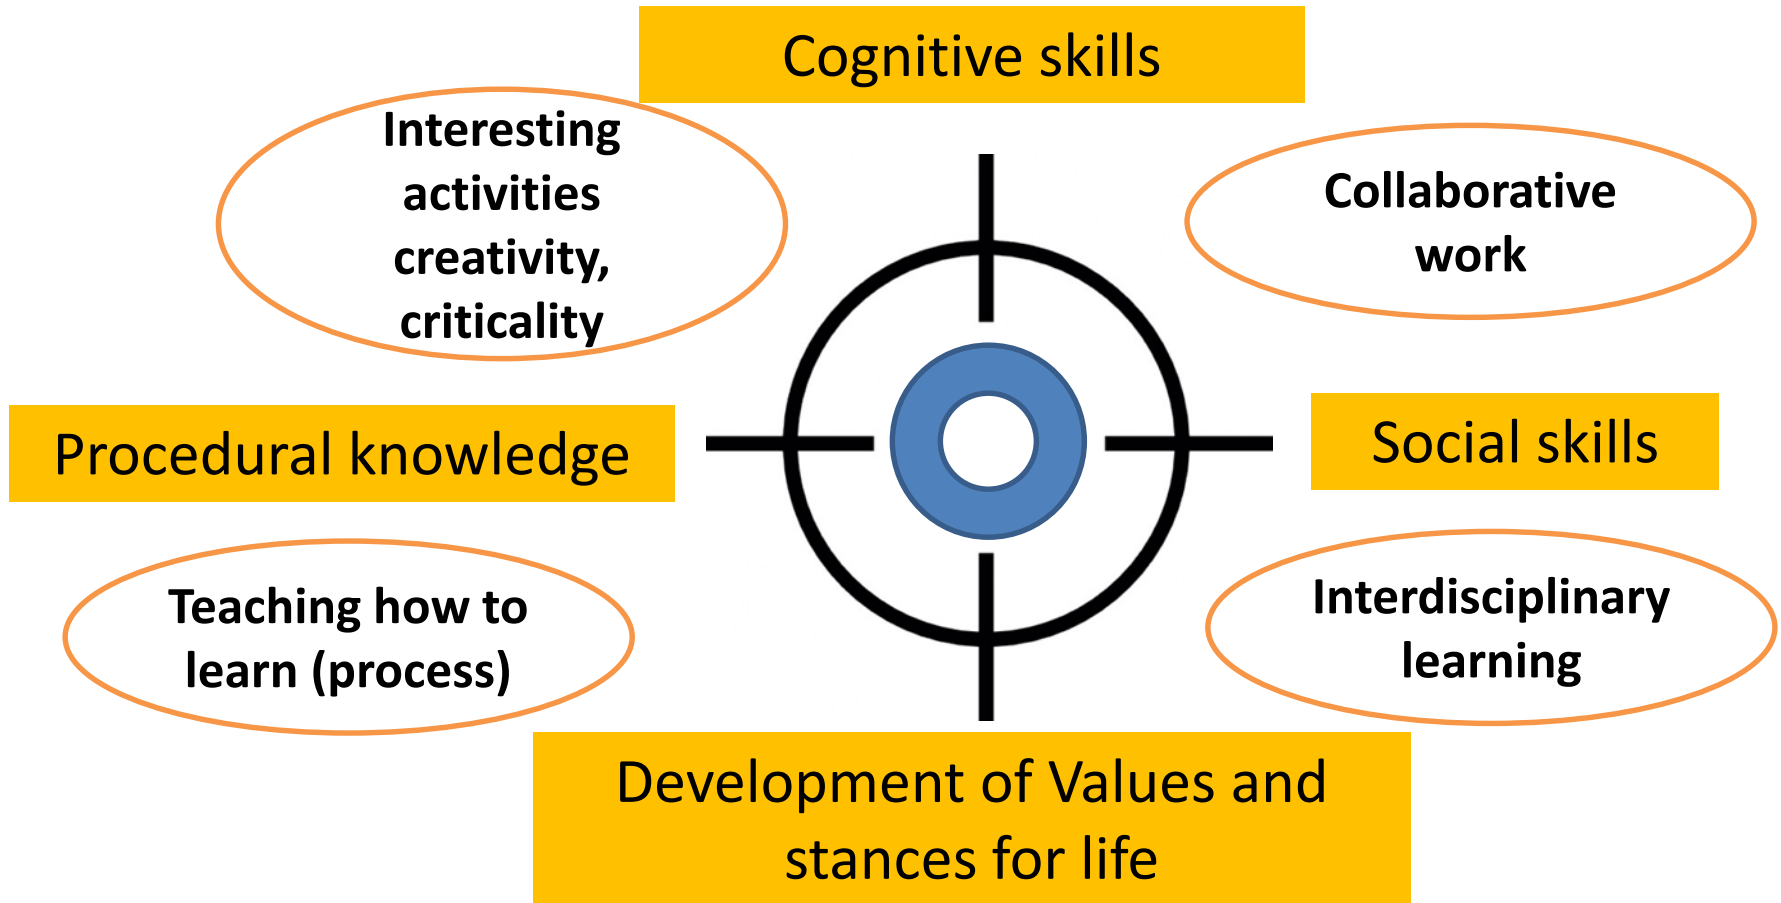 Cognitive skills
Interesting
activities
creativity,
criticality
Collaborative
work
Procedural knowledge
Social skills
Teaching how to
learn (process)
Interdisciplinary
learning
Development of Values and
stances for life